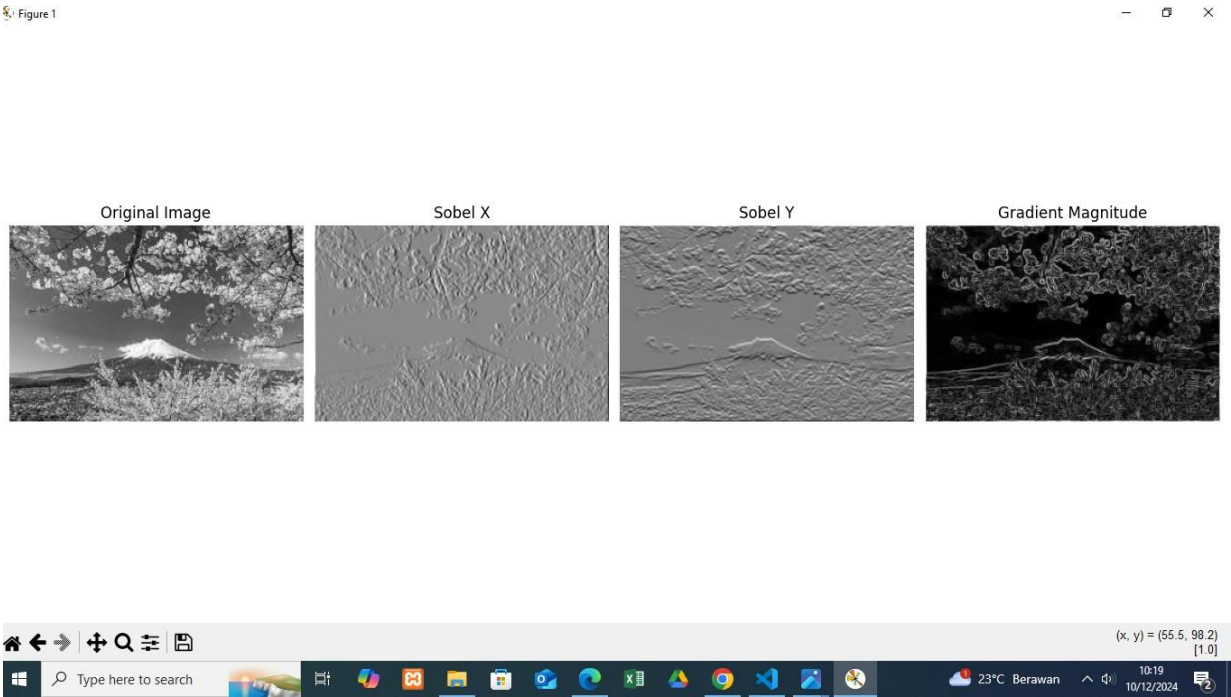 Figure 1
Original Image
Sobel X
Sobel Y
Gradient Magnitude
(x, y) = (55.5, 98.2)
[1.0]
Type here to search
23°C Berawan
10:19
10/12/2024